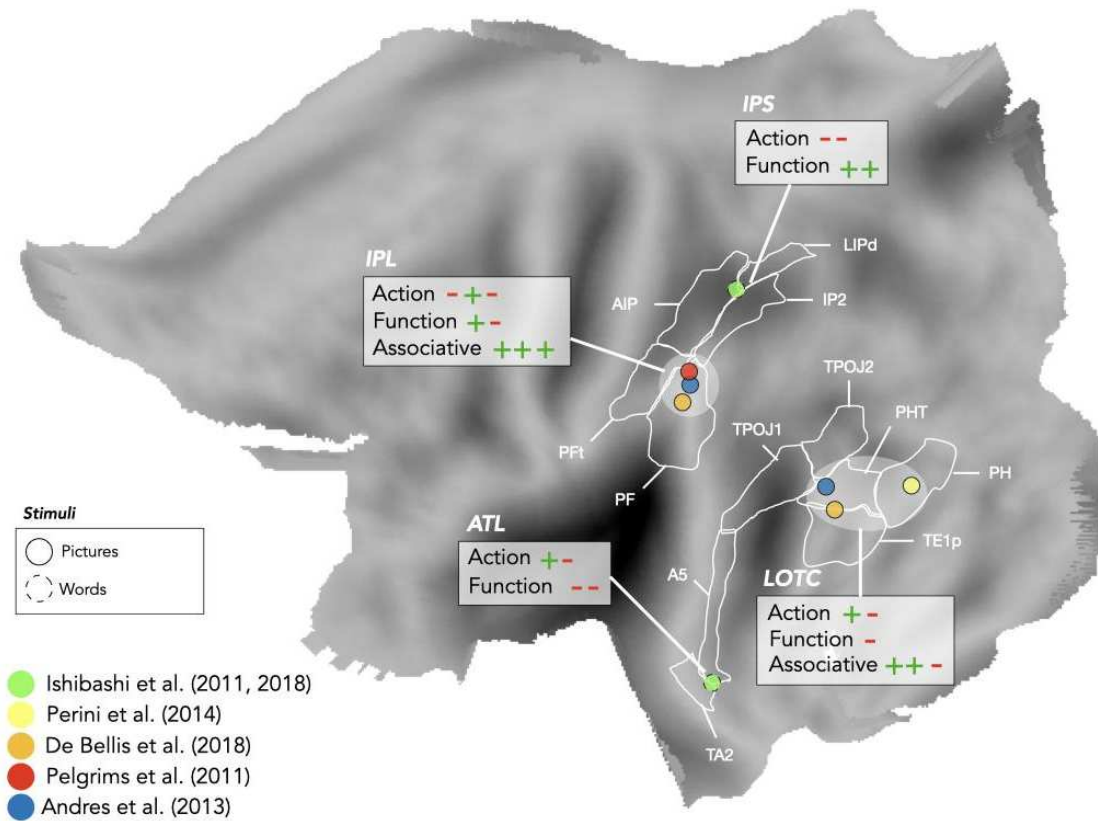 IPS
Action - -
Function + +
LIPd
IPL
Action - + -
Function + -
Associative + + +
AIP
IP2
TPOJ2
PHT
TPOJ1
PFt
PH
PF
Stimuli
Pictures
Words
ATL
Action + -
Function - -
TE1p
A5
LOTC
Action + -
Function -
Associative + + -
TA2
Ishibashi et al. (2011, 2018)
Perini et al. (2014)
De Bellis et al. (2018)
Pelgrims et al. (2011)
Andres et al. (2013)